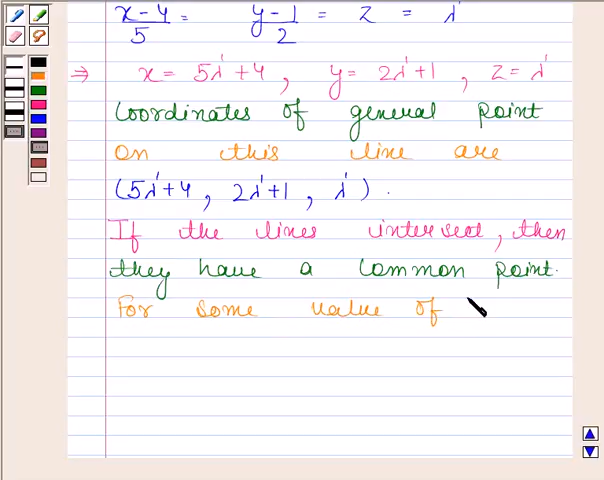 x-4/5 = y-1/2 = z = λ'
⇒ x = 5λ'+4 , y = 2λ'+1 , z = λ'
Coordinates of general point
on this line are
(5λ'+4 , 2λ'+1 , λ') .
If the lines intersect, then
they have a common point.
For some value of